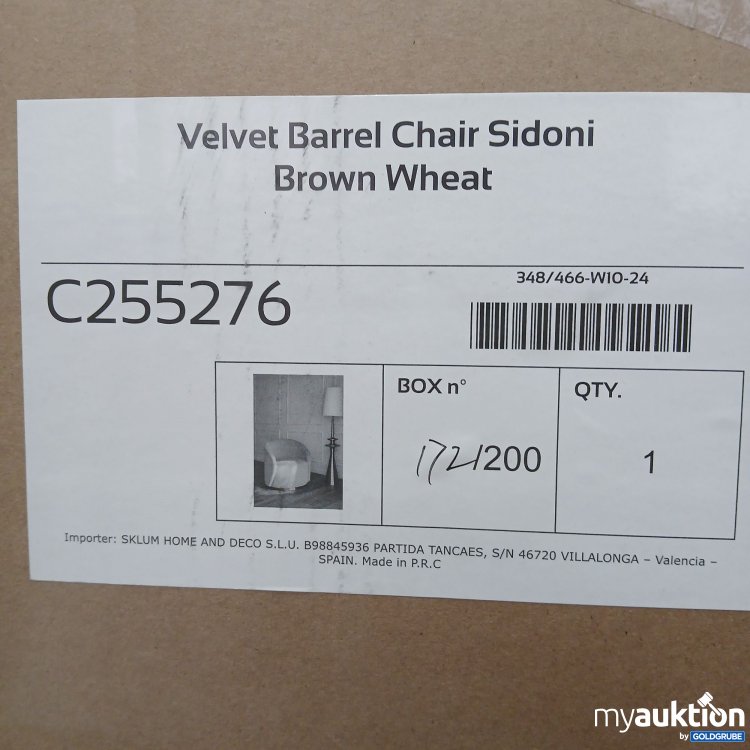 Velvet Barrel Chair Sidoni
Brown Wheat
348/466-W10-24
C255276
BOX n°
QTY.
172/200
1
Importer: SKLUM HOME AND DECO S.L.U. B98845936 PARTIDA TANCAES, S/N 46720 VILLALONGA – Valencia –
SPAIN. Made in P.R.C
myauktion
by GOLDGRUBE